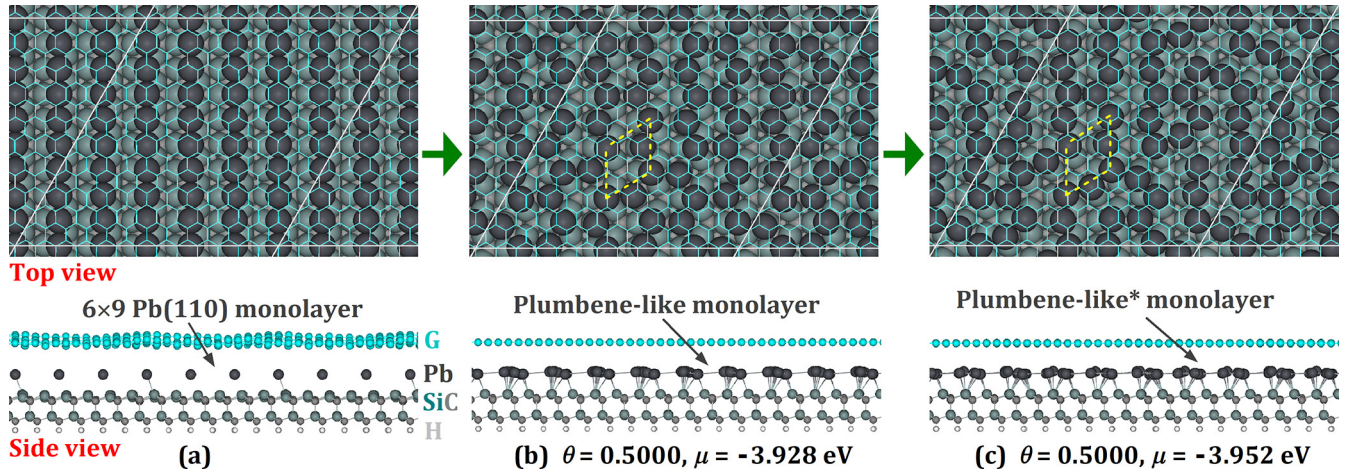 Top view
6×9 Pb(110) monolayer
Plumbene-like monolayer
Plumbene-like* monolayer
G
Pb
SiC
H
Side view
(a)
(b) θ = 0.5000, μ = -3.928 eV
(c) θ = 0.5000, μ = -3.952 eV